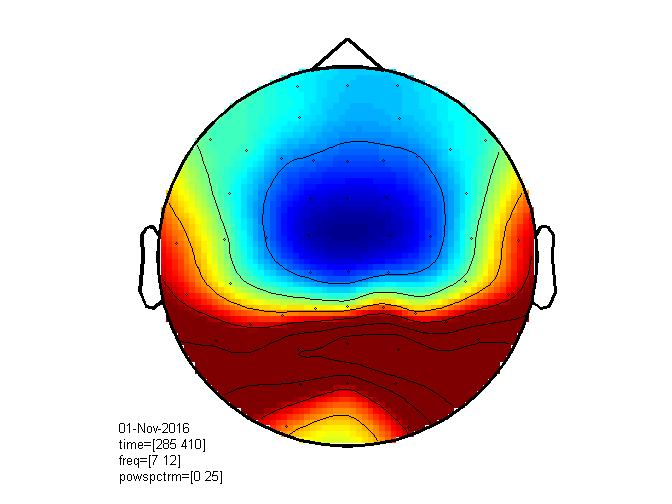 01-Nov-2016
time=[285 410]
freq=[7 12]
powspctrm=[0 25]